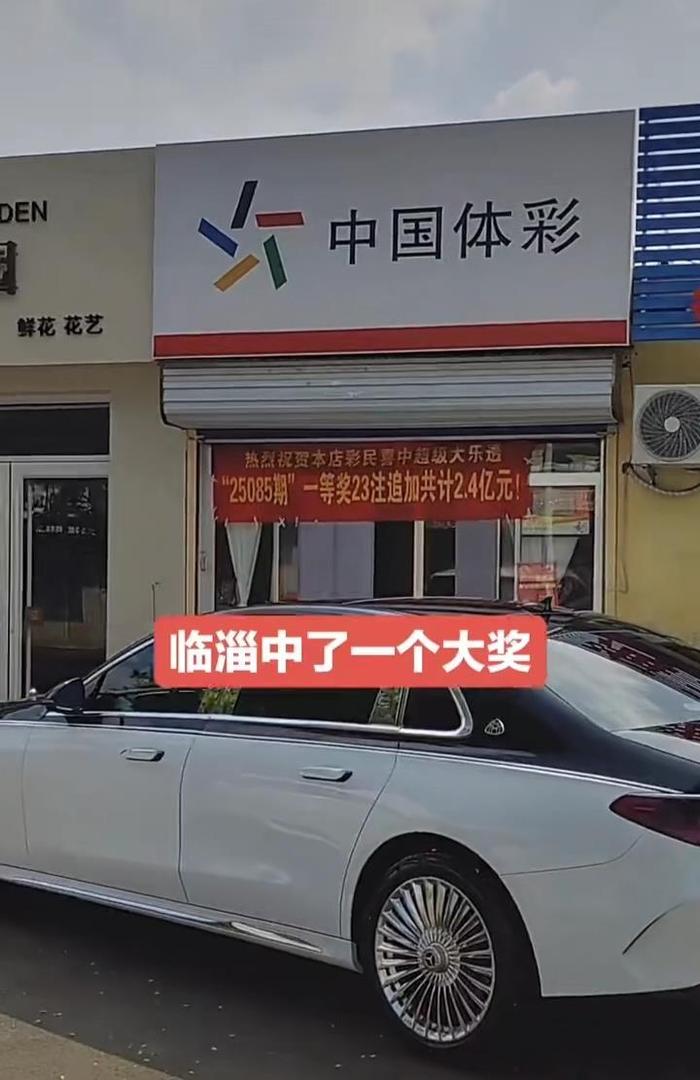 DEN
鲜花 花艺
中国体彩
热烈祝贺本店彩民喜中超级大乐透
“25085期”一等奖23注追加共计2.4亿元！
临淄中了一个大奖